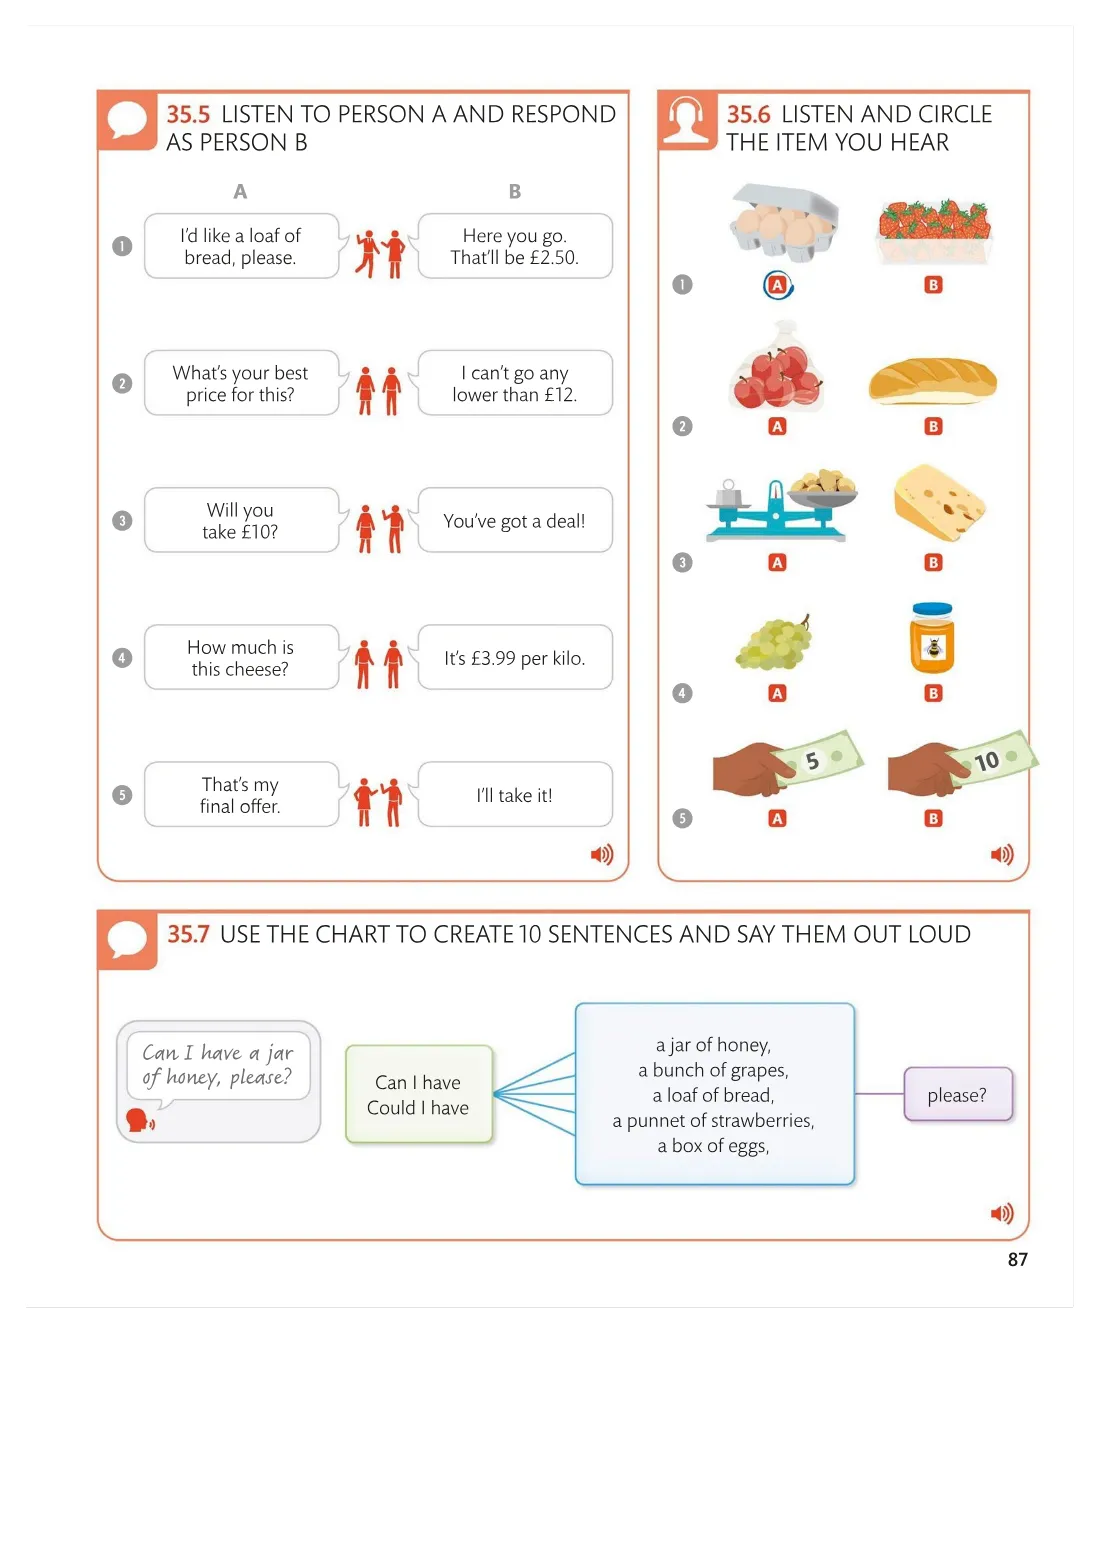 35.5 LISTEN TO PERSON A AND RESPOND
AS PERSON B
A
B
1
I'd like a loaf of
bread, please.
Here you go.
That'll be £2.50.
2
What's your best
price for this?
I can't go any
lower than £12.
3
Will you
take £10?
You've got a deal!
4
How much is
this cheese?
It's £3.99 per kilo.
5
That's my
final offer.
I'll take it!
35.6 LISTEN AND CIRCLE
THE ITEM YOU HEAR
1
A
B
2
A
B
3
A
B
4
A
B
5
10
5
A
B
35.7 USE THE CHART TO CREATE 10 SENTENCES AND SAY THEM OUT LOUD
Can I have a jar
of honey, please?
Can I have
Could I have
a jar of honey,
a bunch of grapes,
a loaf of bread,
a punnet of strawberries,
a box of eggs,
please?
87